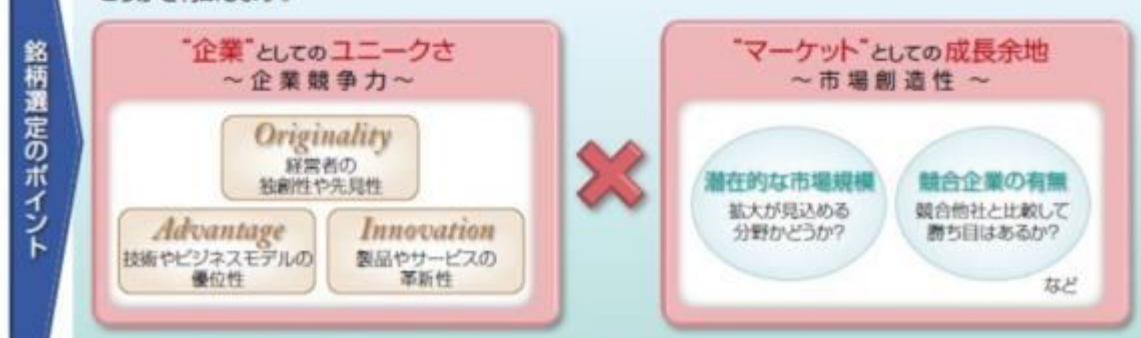 銘柄選定のポイント
"企業"としてのユニークさ
～企業競争力～
Originality
経営者の
独創性や先見性
Advantage
技術やビジネスモデルの
優位性
Innovation
製品やサービスの
革新性
"マーケット"としての成長余地
～市場創造性～
潜在的な市場規模
拡大が見込める
分野かどうか?
競合企業の有無
競合他社と比較して
勝ち目はあるか?
など